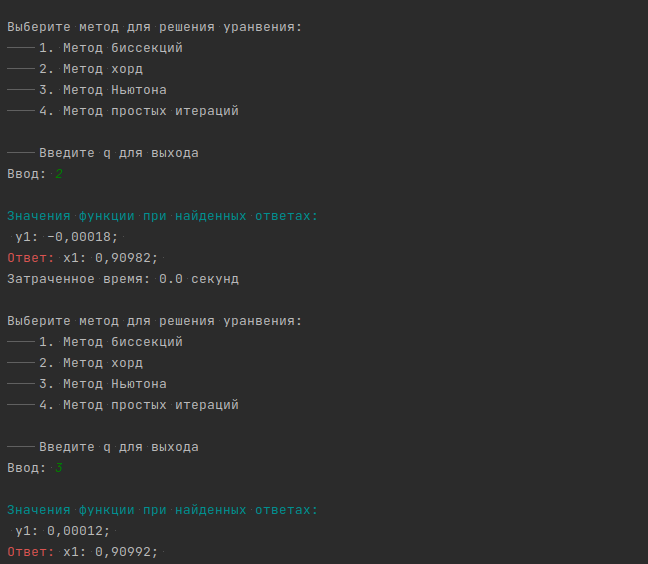 Выберите метод для решения уранвения:
1. Метод биссекций
2. Метод хорд
3. Метод Ньютона
4. Метод простых итераций
Введите q для выхода
Ввод: 2
Значения функции при найденных ответах:
y1: -0,00018;
Ответ: x1: 0,90982;
Затраченное время: 0.0 секунд
Выберите метод для решения уранвения:
1. Метод биссекций
2. Метод хорд
3. Метод Ньютона
4. Метод простых итераций
Введите q для выхода
Ввод: 3
Значения функции при найденных ответах:
y1: 0,00012;
Ответ: x1: 0,90992;